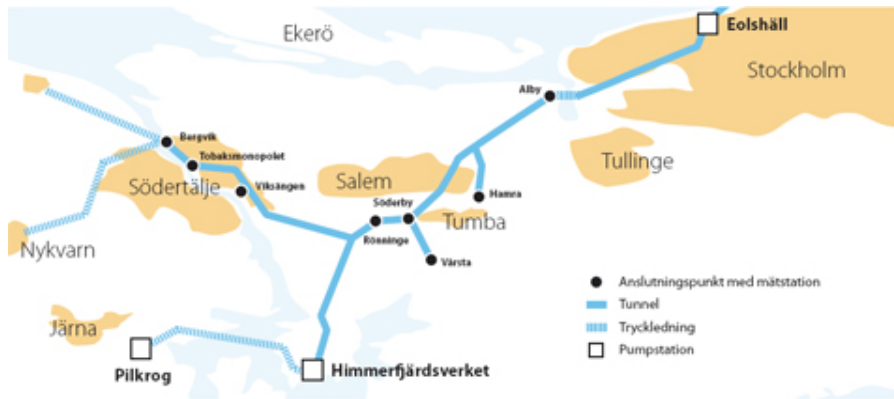 Eolshäll
Ekerö
Stockholm
Alby
Bergvik
Tobaksmonopolet
Tullinge
Södertälje
Viksängen
Salem
Hamra
Söderby
Tumba
Rönninge
Nykvarn
Vårsta
Anslutningspunkt med mätstation
Tunnel
Järna
Tryckledning
Pumpstation
Pilkrog
Himmerfjärdsverket